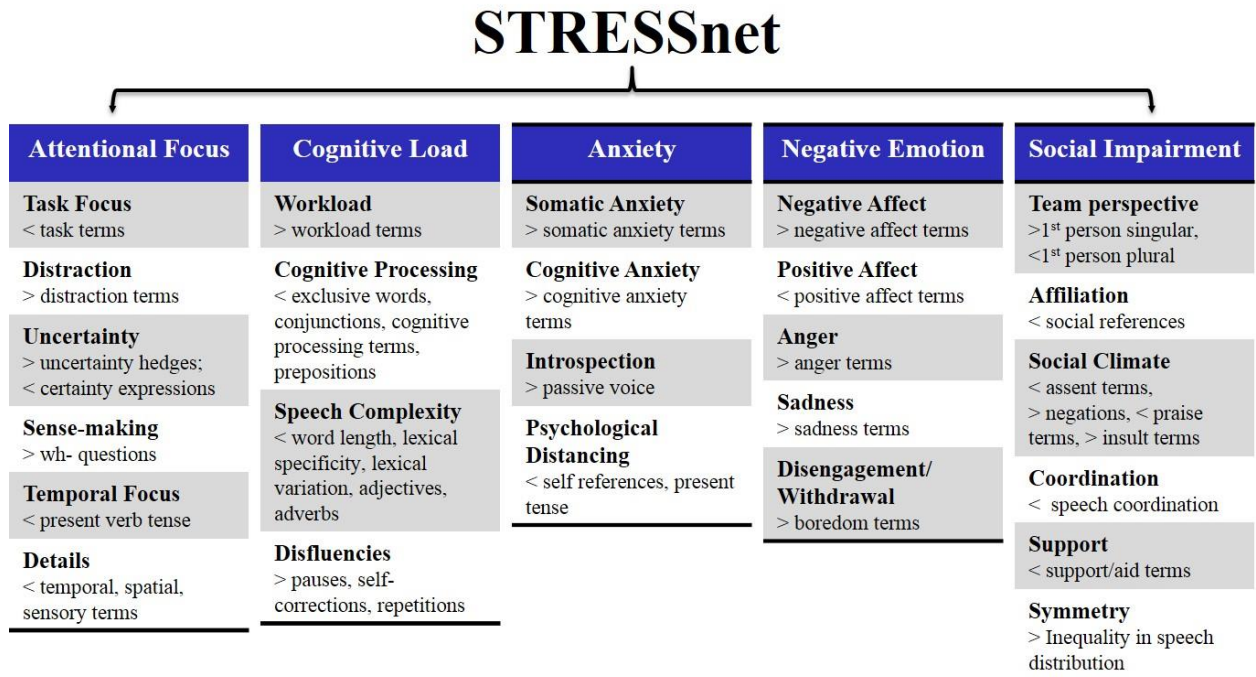 STRESSnet
Attentional Focus
Task Focus
< task terms
Distraction
> distraction terms
Uncertainty
> uncertainty hedges;
< certainty expressions
Sense-making
> wh- questions
Temporal Focus
< present verb tense
Details
< temporal, spatial,
sensory terms
Cognitive Load
Workload
> workload terms
Cognitive Processing
< exclusive words,
conjunctions, cognitive
processing terms,
prepositions
Speech Complexity
< word length, lexical
specificity, lexical
variation, adjectives,
adverbs
Disfluencies
> pauses, self-
corrections, repetitions
Anxiety
Somatic Anxiety
> somatic anxiety terms
Cognitive Anxiety
> cognitive anxiety
terms
Introspection
> passive voice
Psychological
Distancing
< self references, present
tense
Negative Emotion
Negative Affect
> negative affect terms
Positive Affect
< positive affect terms
Anger
> anger terms
Sadness
> sadness terms
Disengagement/
Withdrawal
> boredom terms
Social Impairment
Team perspective
>1st person singular,
<1st person plural
Affiliation
< social references
Social Climate
< assent terms,
> negations, < praise
terms, > insult terms
Coordination
< speech coordination
Support
< support/aid terms
Symmetry
> Inequality in speech
distribution